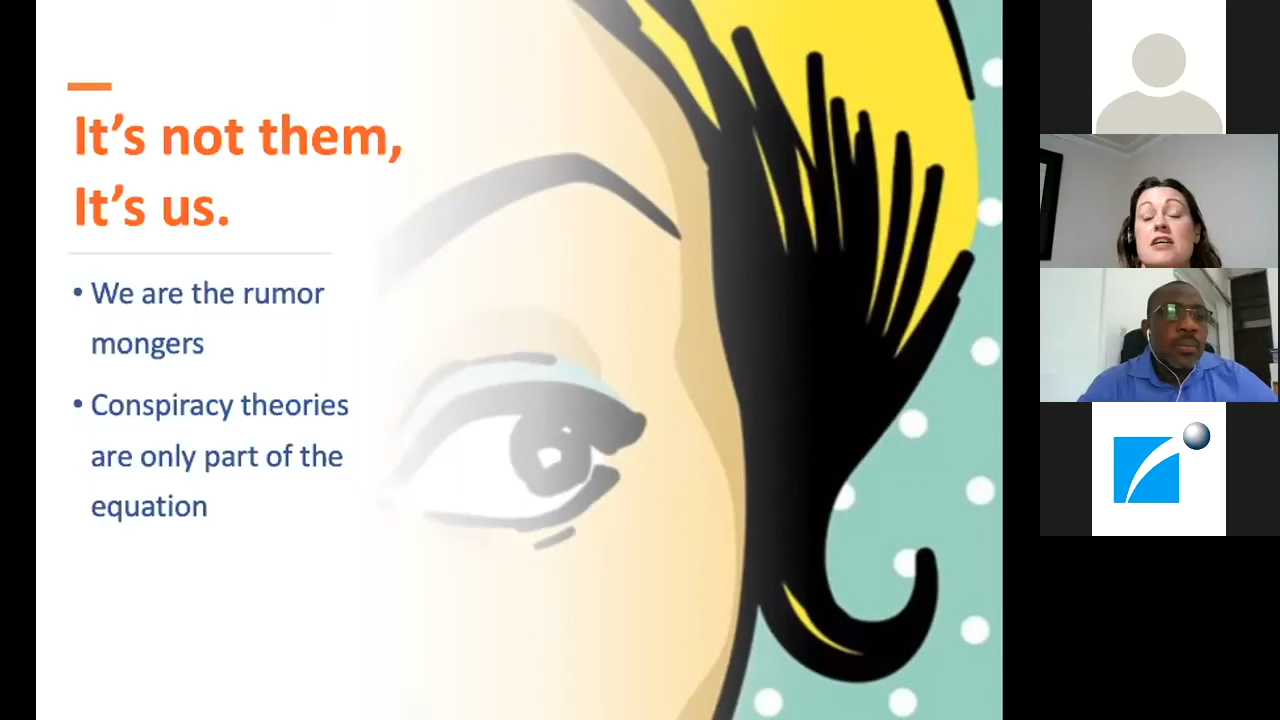 It’s not them,
It’s us.
• We are the rumor
mongers
• Conspiracy theories
are only part of the
equation